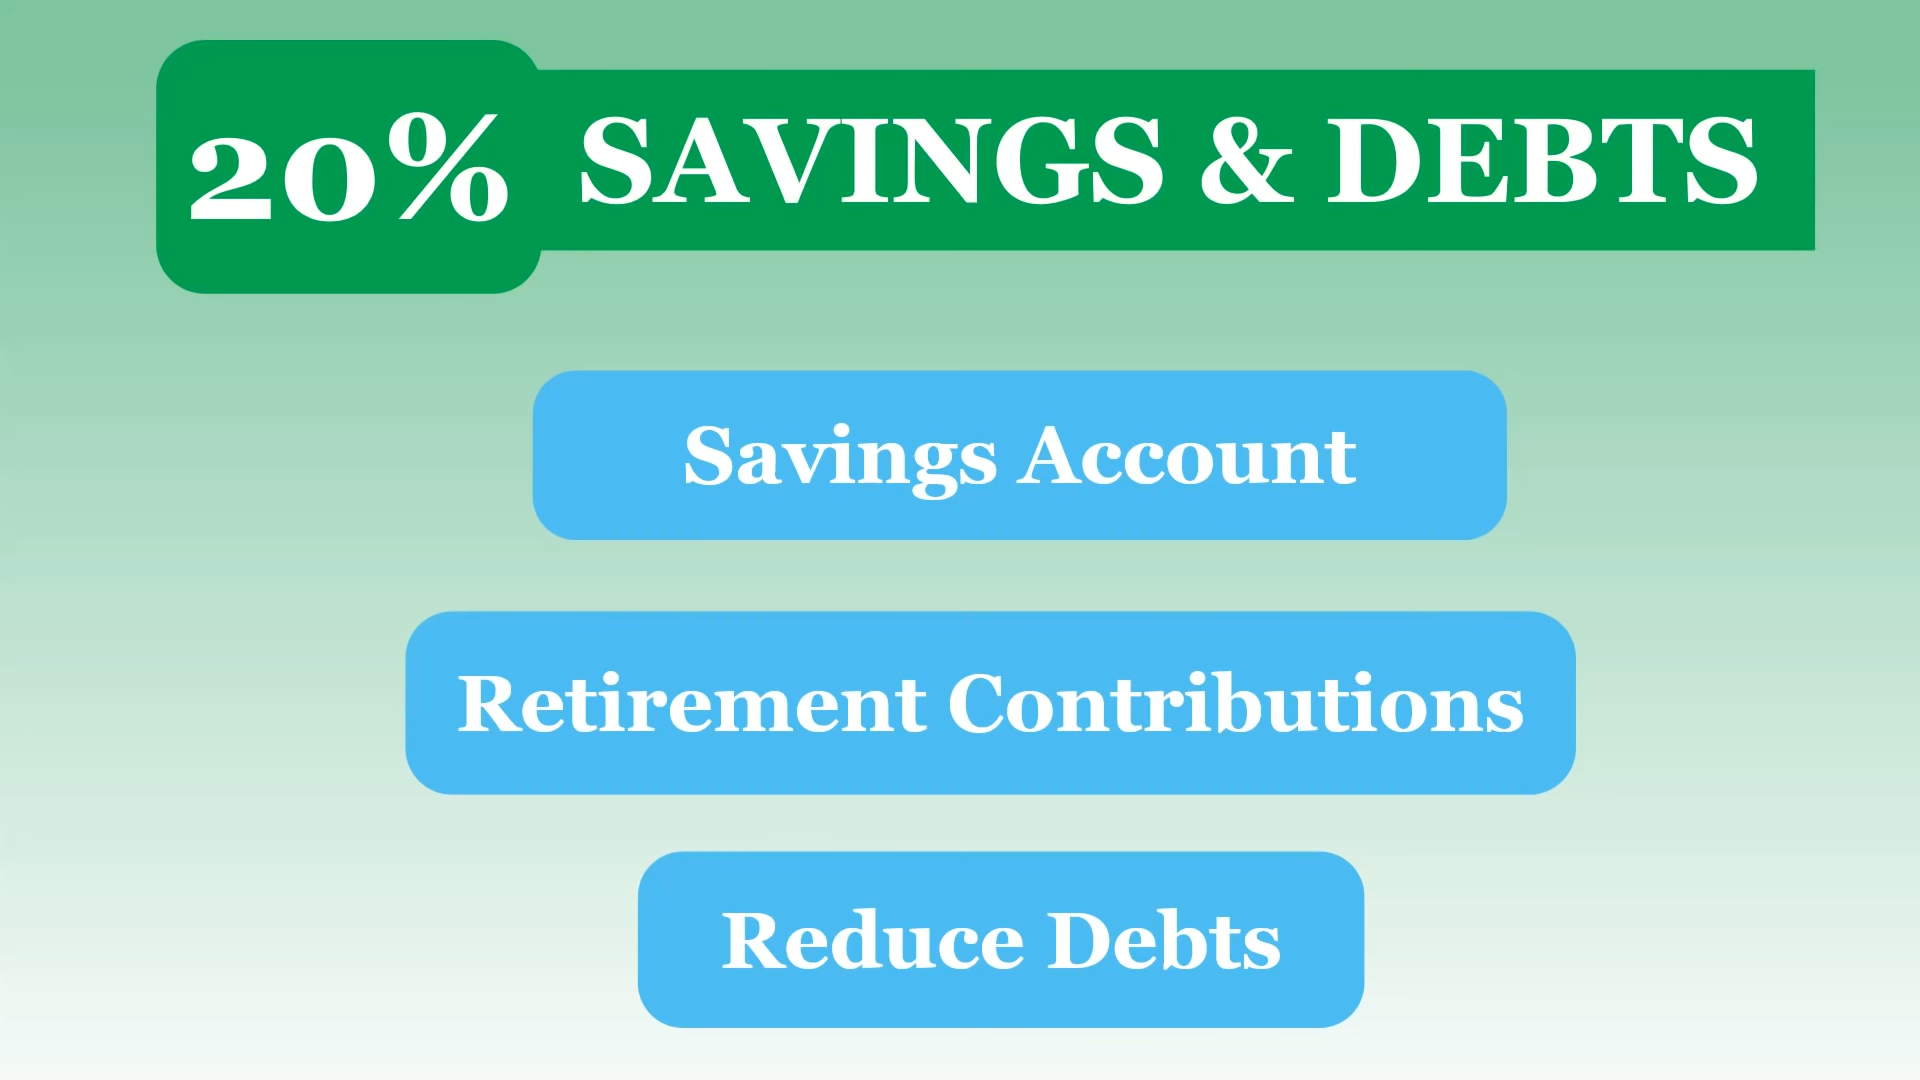 20% SAVINGS & DEBTS
Savings Account
Retirement Contributions
Reduce Debts